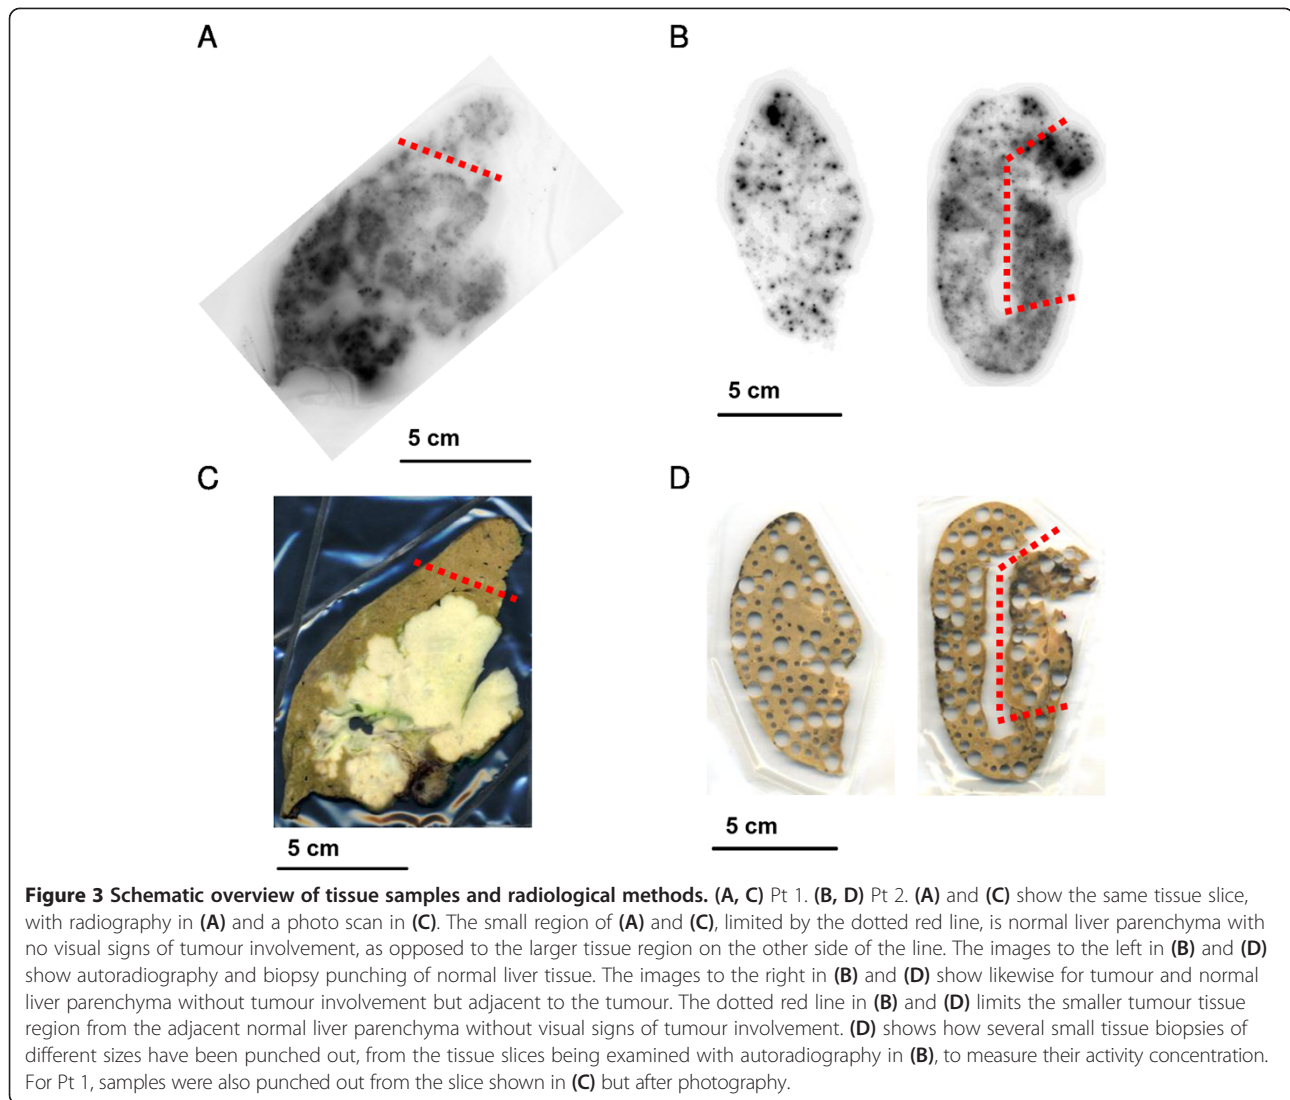 A
B
5 cm
5 cm
C
D
5 cm
5 cm
Figure 3 Schematic overview of tissue samples and radiological methods. (A, C) Pt 1. (B, D) Pt 2. (A) and (C) show the same tissue slice,
with radiography in (A) and a photo scan in (C). The small region of (A) and (C), limited by the dotted red line, is normal liver parenchyma with
no visual signs of tumour involvement, as opposed to the larger tissue region on the other side of the line. The images to the left in (B) and (D)
show autoradiography and biopsy punching of normal liver tissue. The images to the right in (B) and (D) show likewise for tumour and normal
liver parenchyma without tumour involvement but adjacent to the tumour. The dotted red line in (B) and (D) limits the smaller tumour tissue
region from the adjacent normal liver parenchyma without visual signs of tumour involvement. (D) shows how several small tissue biopsies of
different sizes have been punched out, from the tissue slices being examined with autoradiography in (B), to measure their activity concentration.
For Pt 1, samples were also punched out from the slice shown in (C) but after photography.